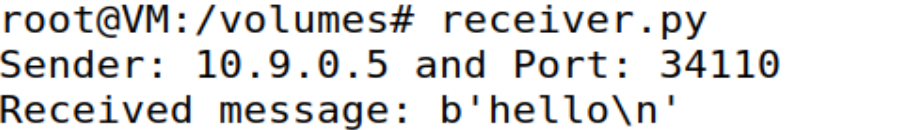 root@VM:/volumes# receiver.py
Sender: 10.9.0.5 and Port: 34110
Received message: b'hello\n'